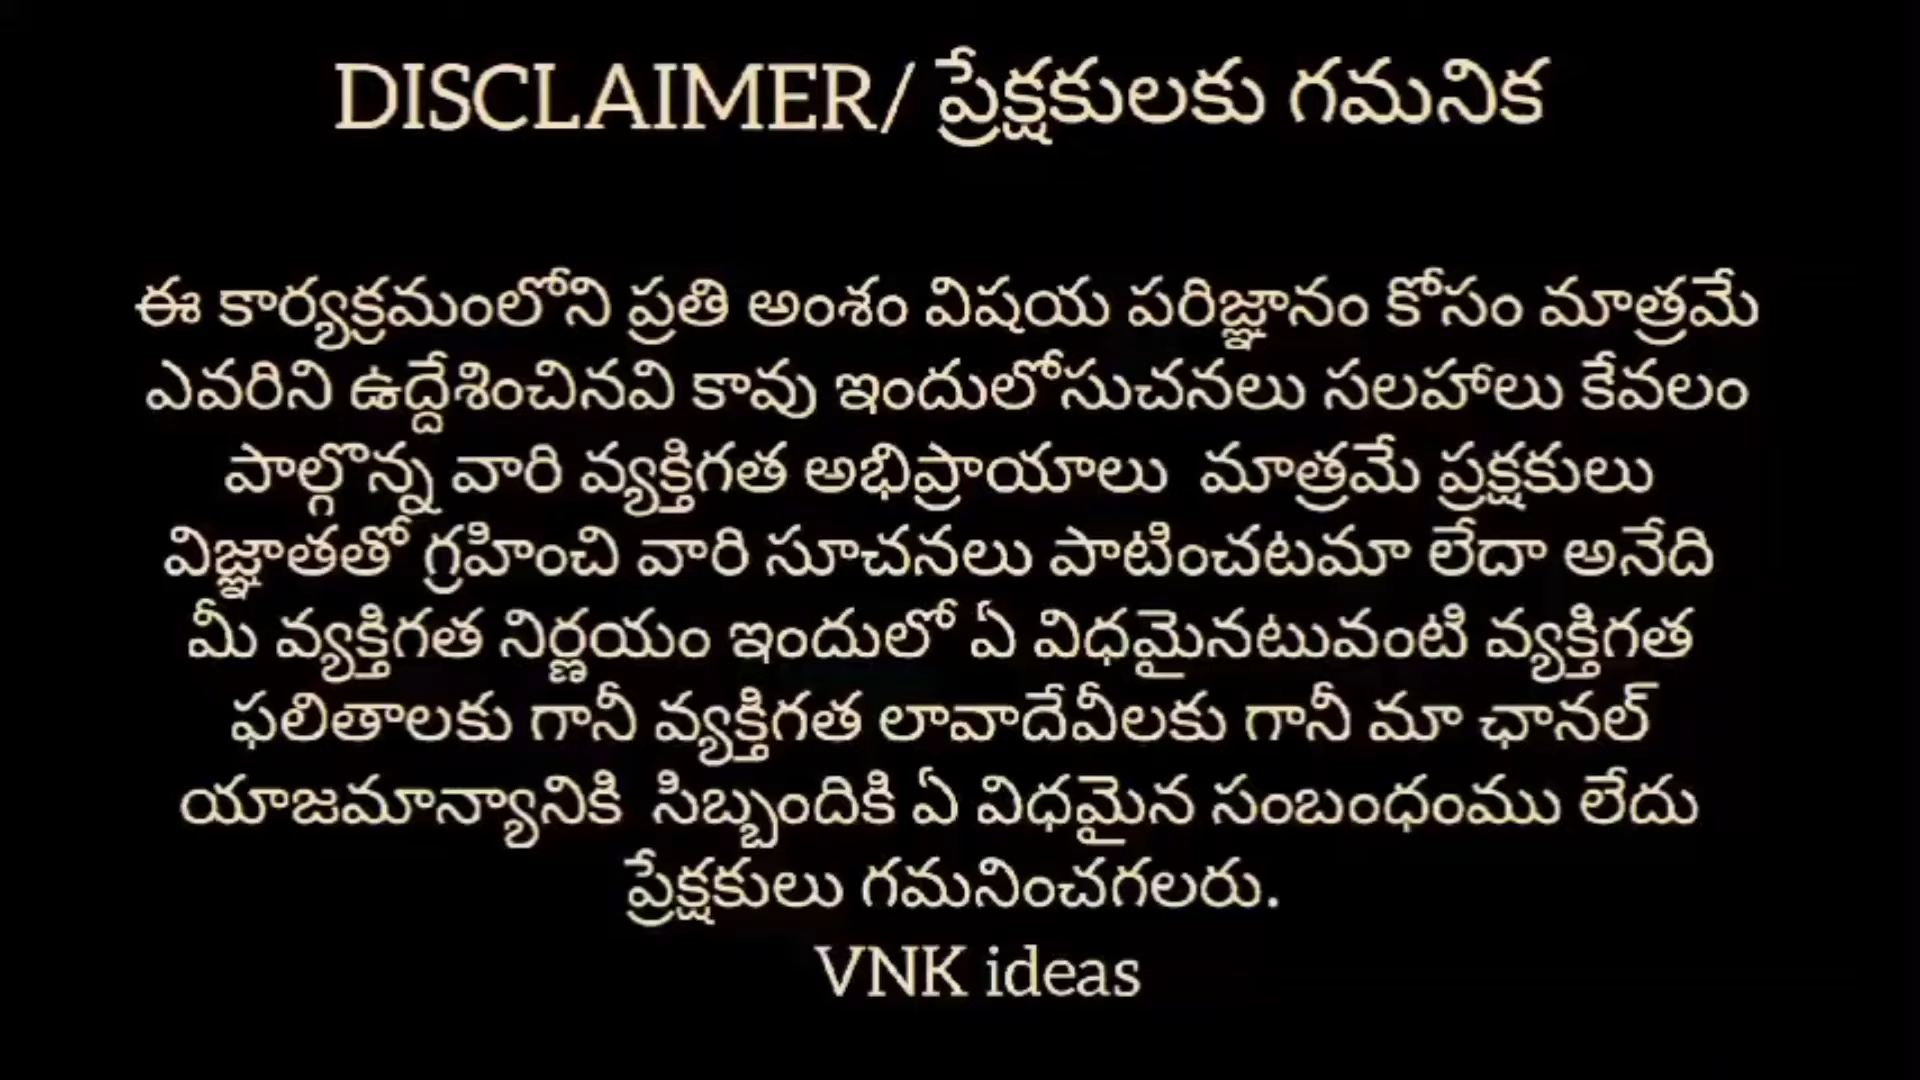 DISCLAIMER/ ప్రేక్షకులకు గమనిక
ఈ కార్యక్రమంలోని ప్రతి అంశం విషయ పరిజ్ఞానం కోసం మాత్రమే
ఎవరిని ఉద్దేశించినవి కావు ఇందులోసుచనలు సలహాలు కేవలం
పాల్గొన్న వారి వ్యక్తిగత అభిప్రాయాలు మాత్రమే ప్రక్షకులు
విజ్ఞాతతో గ్రహించి వారి సూచనలు పాటించటమా లేదా అనేది
మీ వ్యక్తిగత నిర్ణయం ఇందులో ఏ విధమైనటువంటి వ్యక్తిగత
ఫలితాలకు గానీ వ్యక్తిగత లావాదేవీలకు గానీ మా ఛానల్
యాజమాన్యానికి సిబ్బందికి ఏ విధమైన సంబంధంము లేదు
ప్రేక్షకులు గమనించగలరు.
VNK ideas